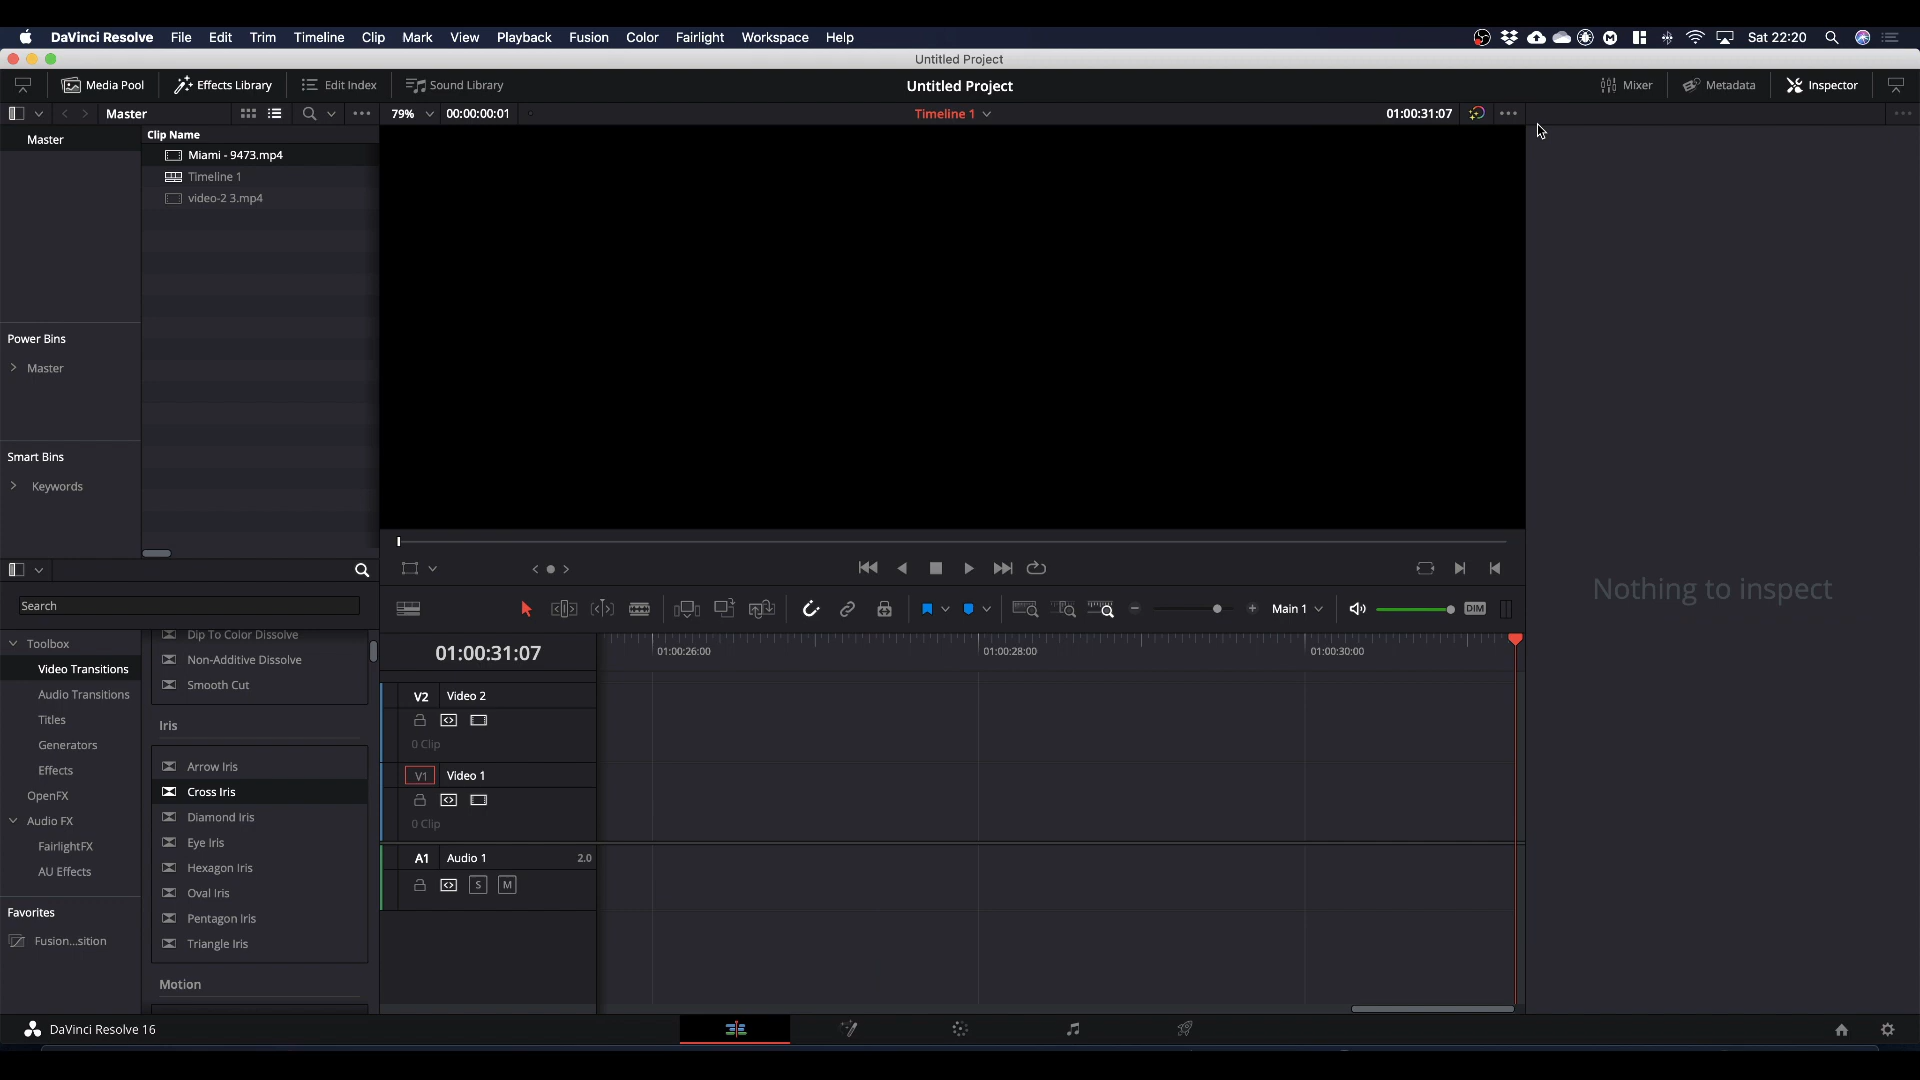 DaVinci Resolve File Edit Trim Timeline Clip Mark View Playback Fusion Color Fairlight Workspace Help
Sat 22:20
Untitled Project
Media Pool Effects Library Edit Index Sound Library
Untitled Project
Mixer Metadata Inspector
Master
79% 00:00:00:01
Timeline 1
01:00:31:07
Master
Clip Name
Miami - 9473.mp4
Timeline 1
video-2 3.mp4
Power Bins
Master
Smart Bins
Keywords
Nothing to inspect
Search
Main 1
DIM
Toolbox
Video Transitions
Audio Transitions
Titles
Generators
Effects
OpenFX
Audio FX
FairlightFX
AU Effects
Favorites
Fusion...sition
Dip To Color Dissolve
Non-Additive Dissolve
Smooth Cut
Iris
Arrow Iris
Cross Iris
Diamond Iris
Eye Iris
Hexagon Iris
Oval Iris
Pentagon Iris
Triangle Iris
Motion
01:00:31:07
01:00:26:00 01:00:28:00 01:00:30:00
V2 Video 2
0 Clip
V1 Video 1
0 Clip
A1 Audio 1 2.0
S M
DaVinci Resolve 16